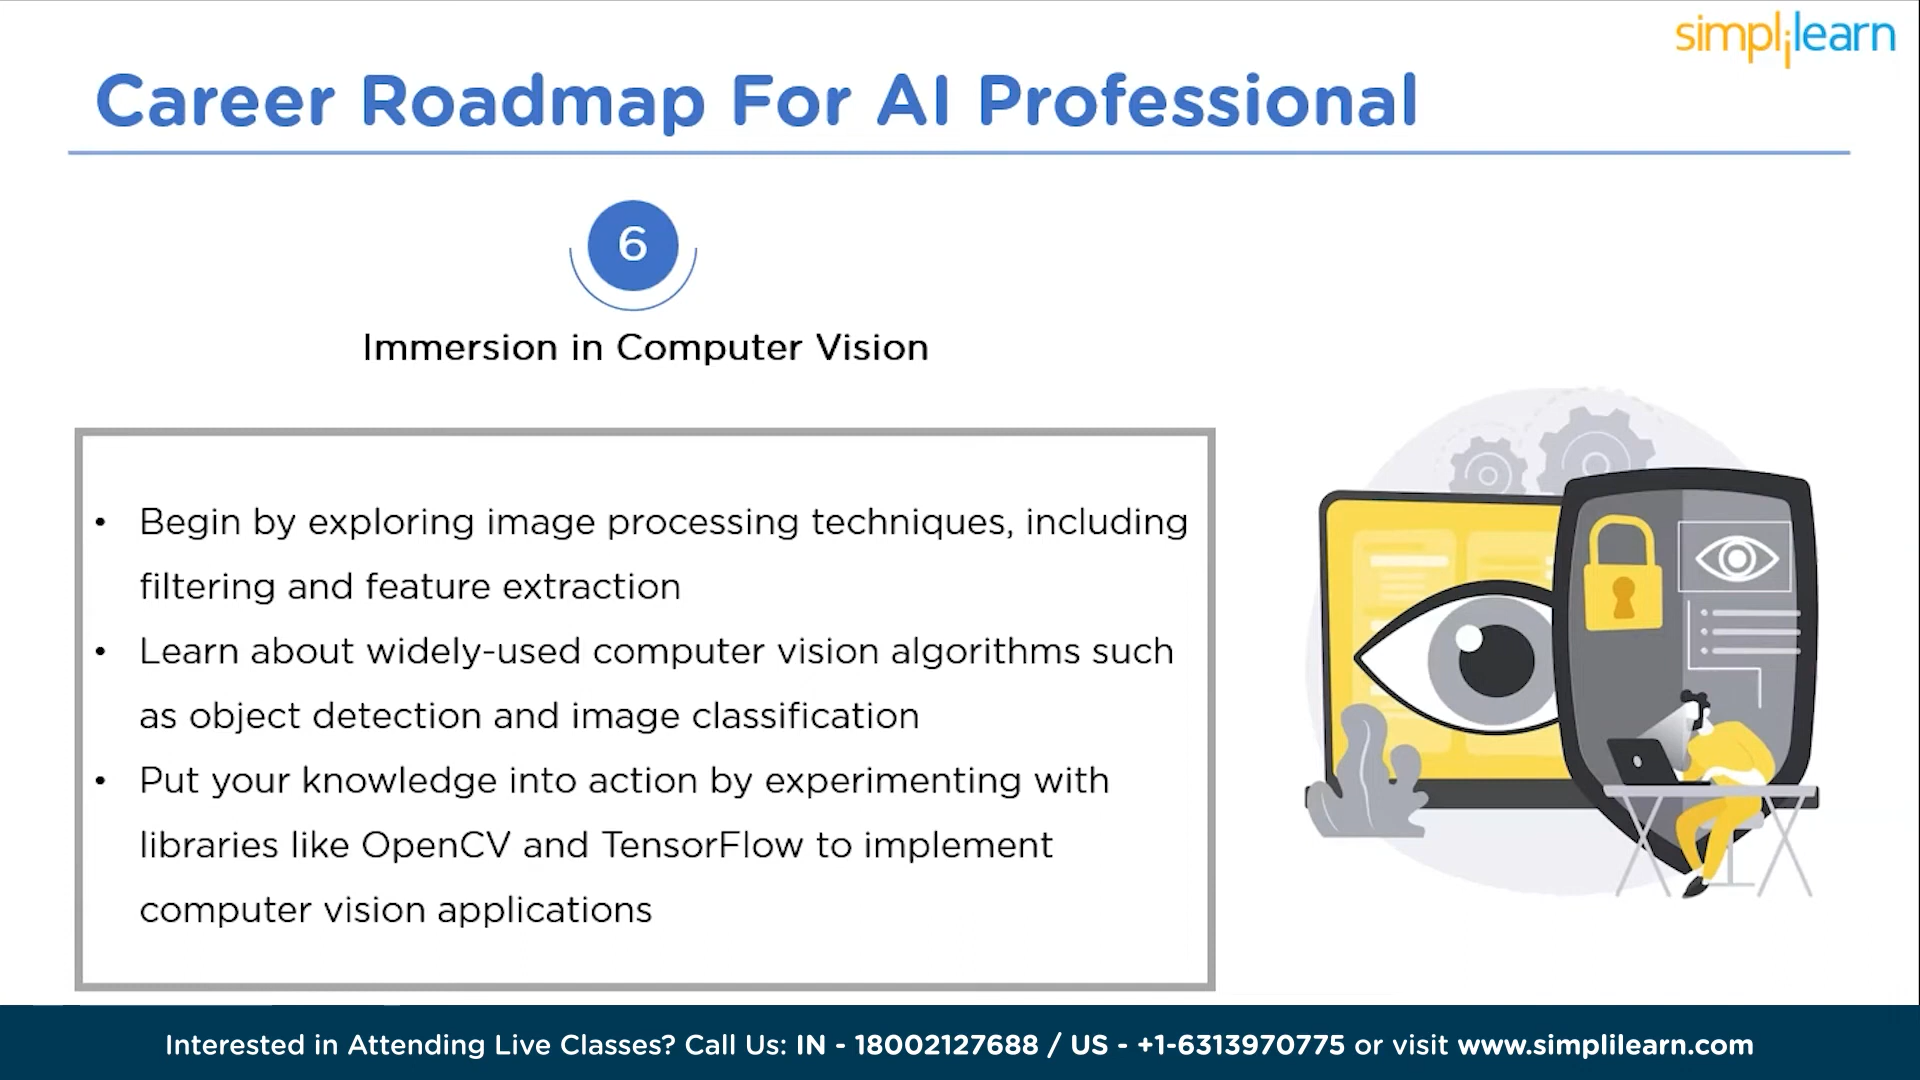 simplilearn
Career Roadmap For AI Professional
6
Immersion in Computer Vision
• Begin by exploring image processing techniques, including
filtering and feature extraction
• Learn about widely-used computer vision algorithms such
as object detection and image classification
• Put your knowledge into action by experimenting with
libraries like OpenCV and TensorFlow to implement
computer vision applications
Interested in Attending Live Classes? Call Us: IN - 18002127688 / US - +1-6313970775 or visit www.simplilearn.com